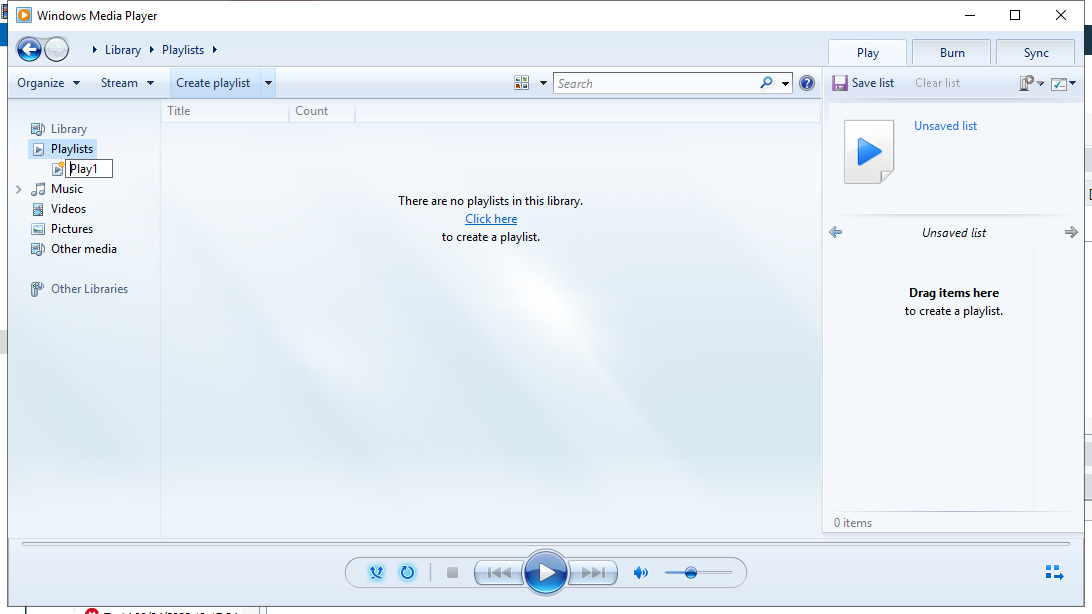 Windows Media Player
Library Playlists
Play Burn Sync
Organize Stream Create playlist Search Save list Clear list
Title Count
Library
Playlists
Play1
Music
Videos
Pictures
Other media
Other Libraries
There are no playlists in this library.
Click here
to create a playlist.
Unsaved list
Unsaved list
Drag items here
to create a playlist.
0 items